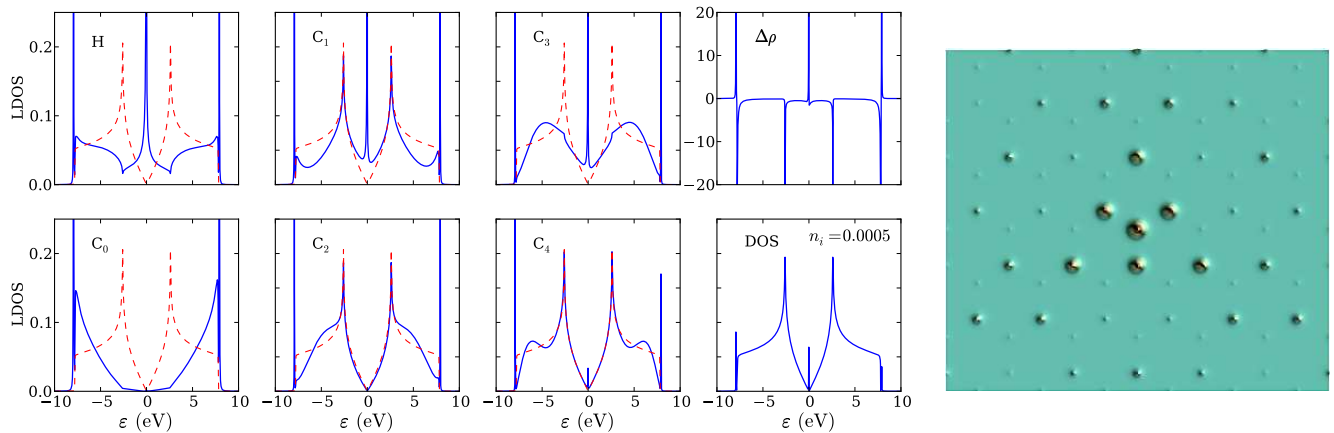 H
C₁
C₃
Δρ
LDOS
0.2
0.1
0.0
20
10
0
−10
−20
C₀
C₂
C₄
DOS nᵢ=0.0005
LDOS
0.2
0.1
0.0
−10 −5 0 5 10
−10 −5 0 5 10
−10 −5 0 5 10
−10 −5 0 5 10
ε (eV)
ε (eV)
ε (eV)
ε (eV)